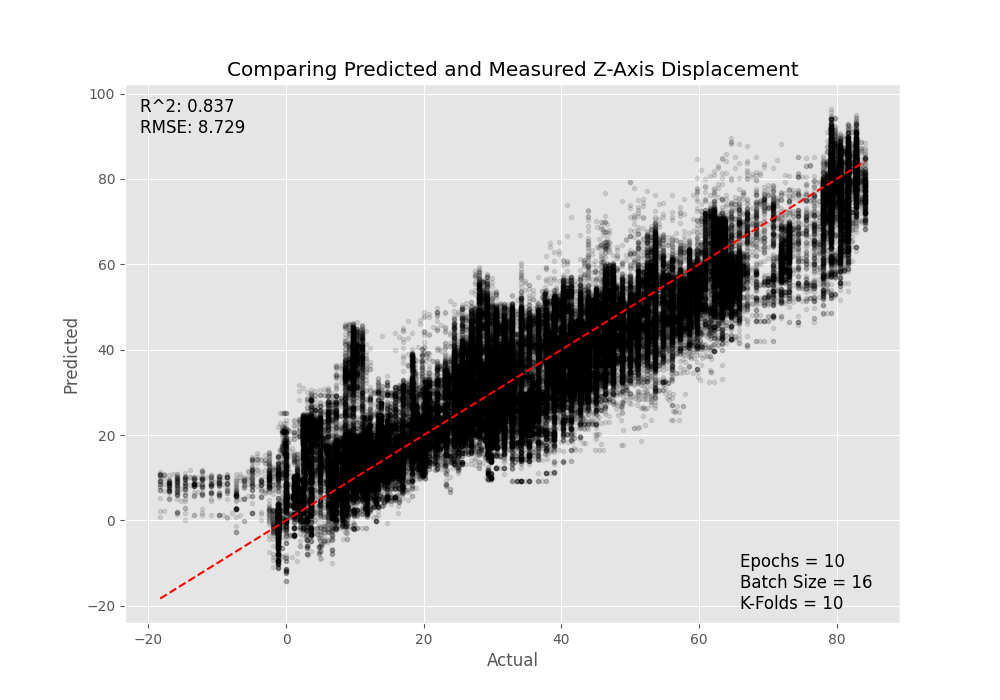 Comparing Predicted and Measured Z-Axis Displacement
R^2: 0.837
RMSE: 8.729
100
80
60
40
20
0
−20
Predicted
Epochs = 10
Batch Size = 16
K-Folds = 10
−20 0 20 40 60 80
Actual